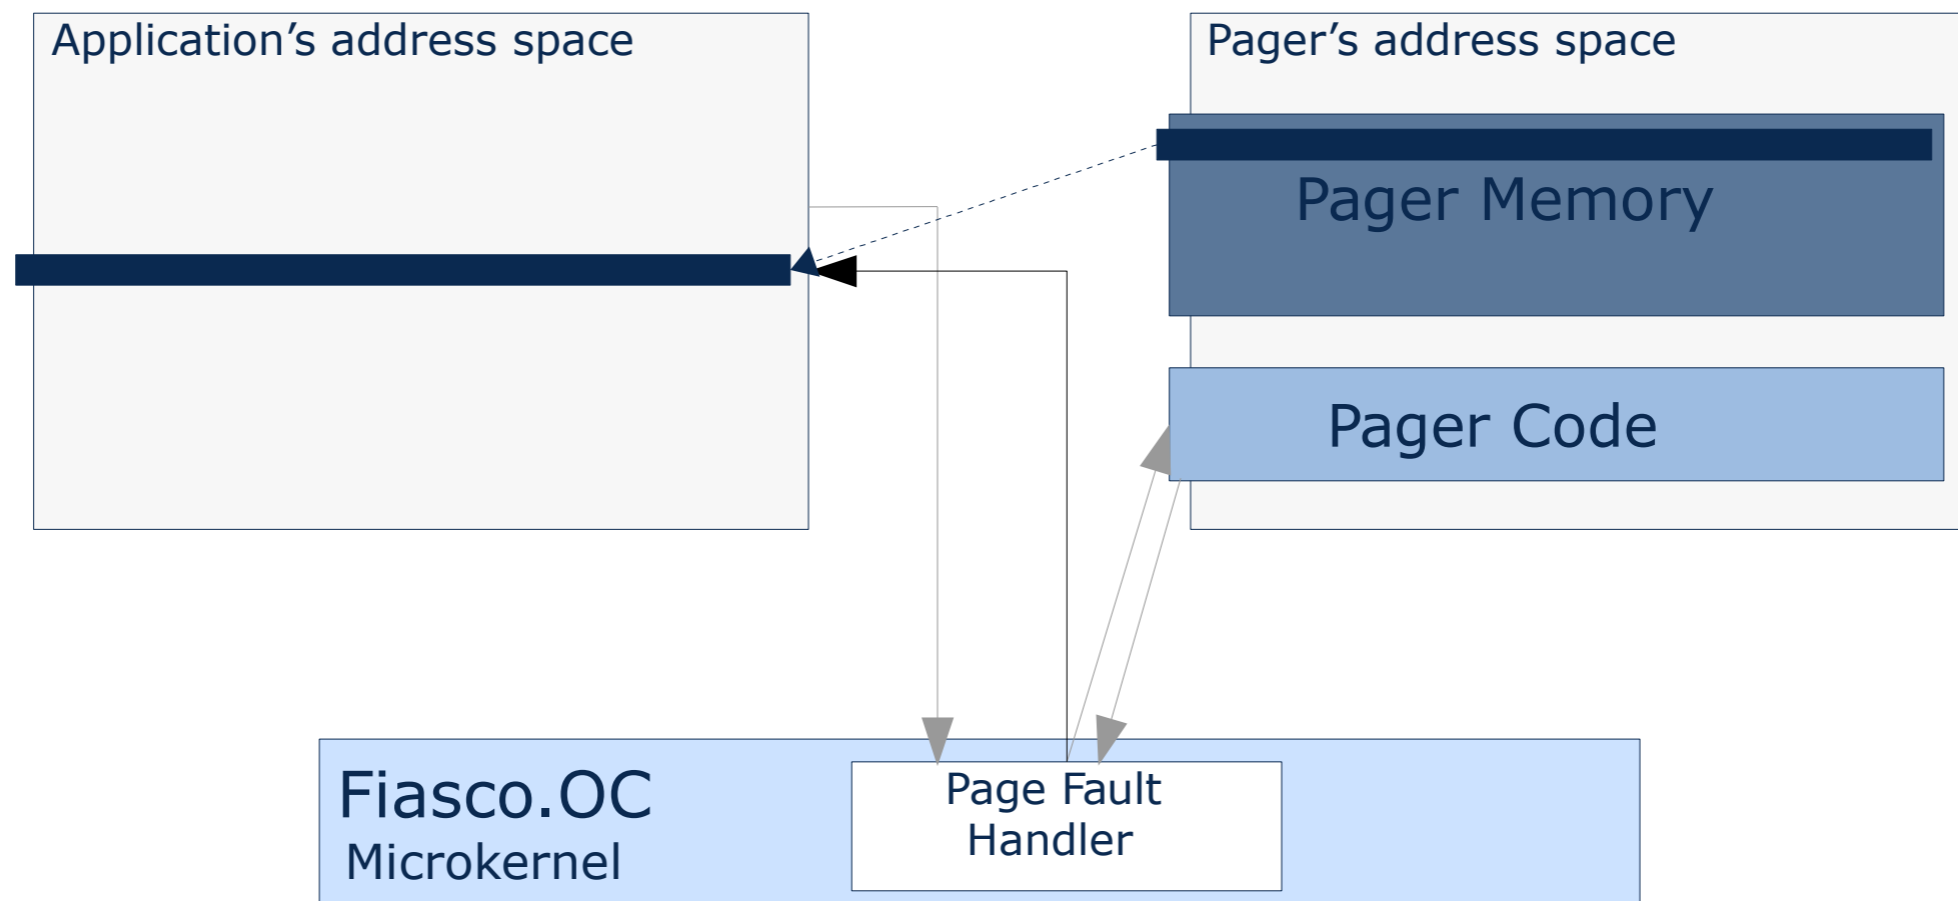 Application’s address space
Pager’s address space
Pager Memory
Pager Code
Fiasco.OC
Microkernel
Page Fault
Handler